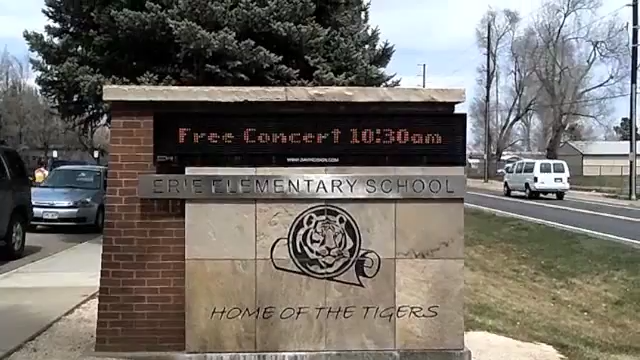 Free Concert 10:30am
ERIE ELEMENTARY SCHOOL
HOME OF THE TIGERS